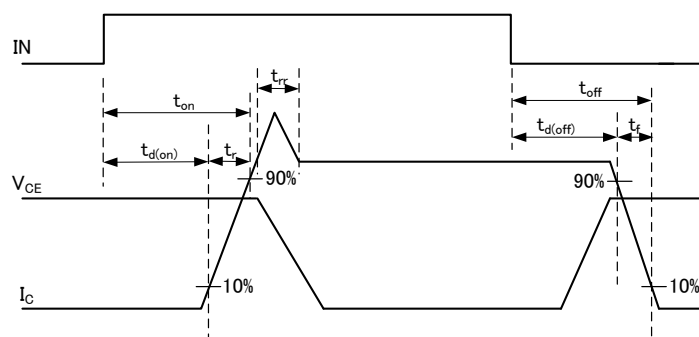 IN
t_rr
t_on
t_off
t_d(on)
t_r
t_d(off)
t_f
90%
90%
V_CE
10%
10%
I_C